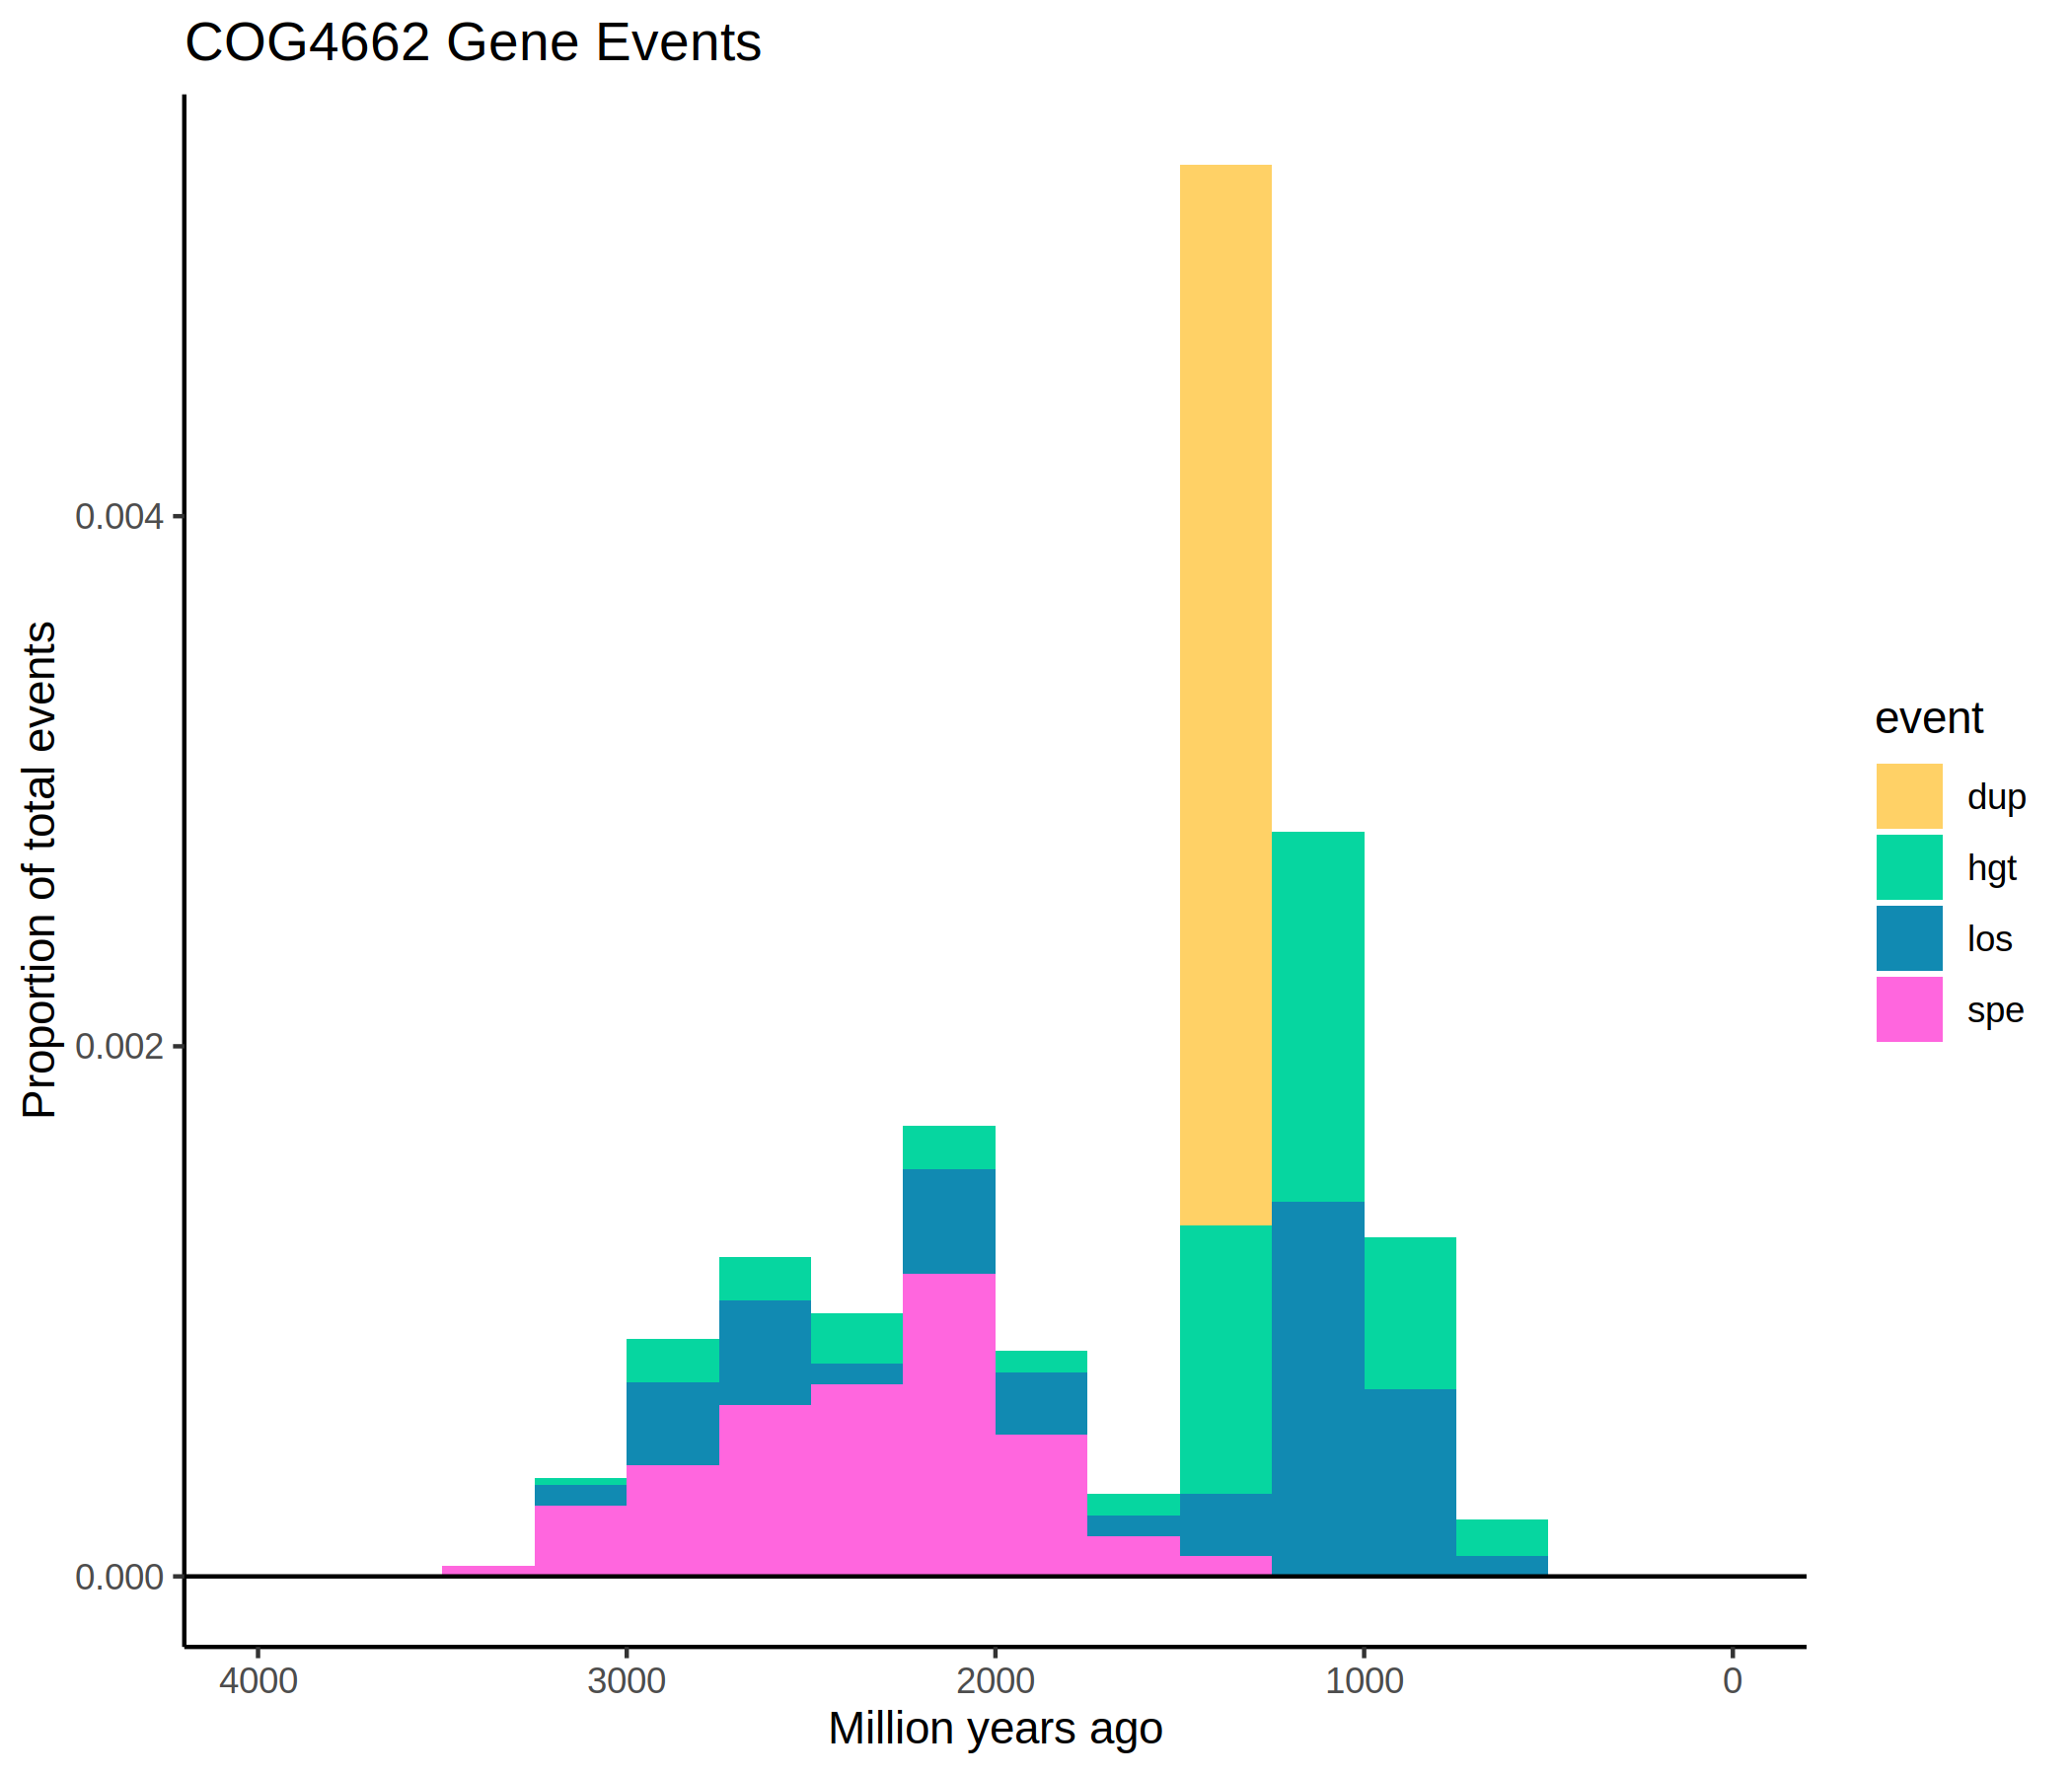 COG4662 Gene Events
Proportion of total events
0.004
0.002
0.000
4000 3000 2000 1000 0
Million years ago
event
dup
hgt
los
spe